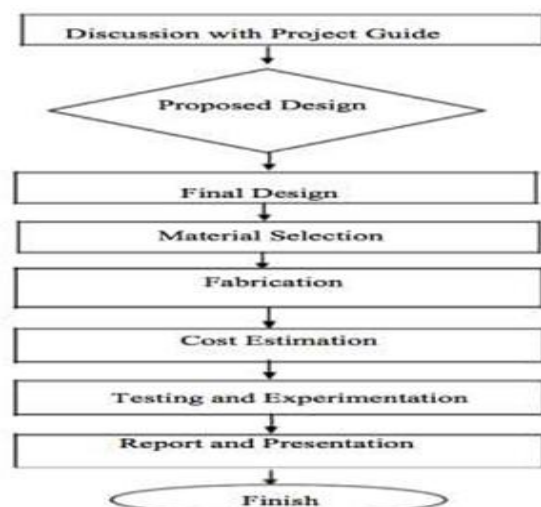 Discussion with Project Guide
Proposed Design
Final Design
Material Selection
Fabrication
Cost Estimation
Testing and Experimentation
Report and Presentation
Finish